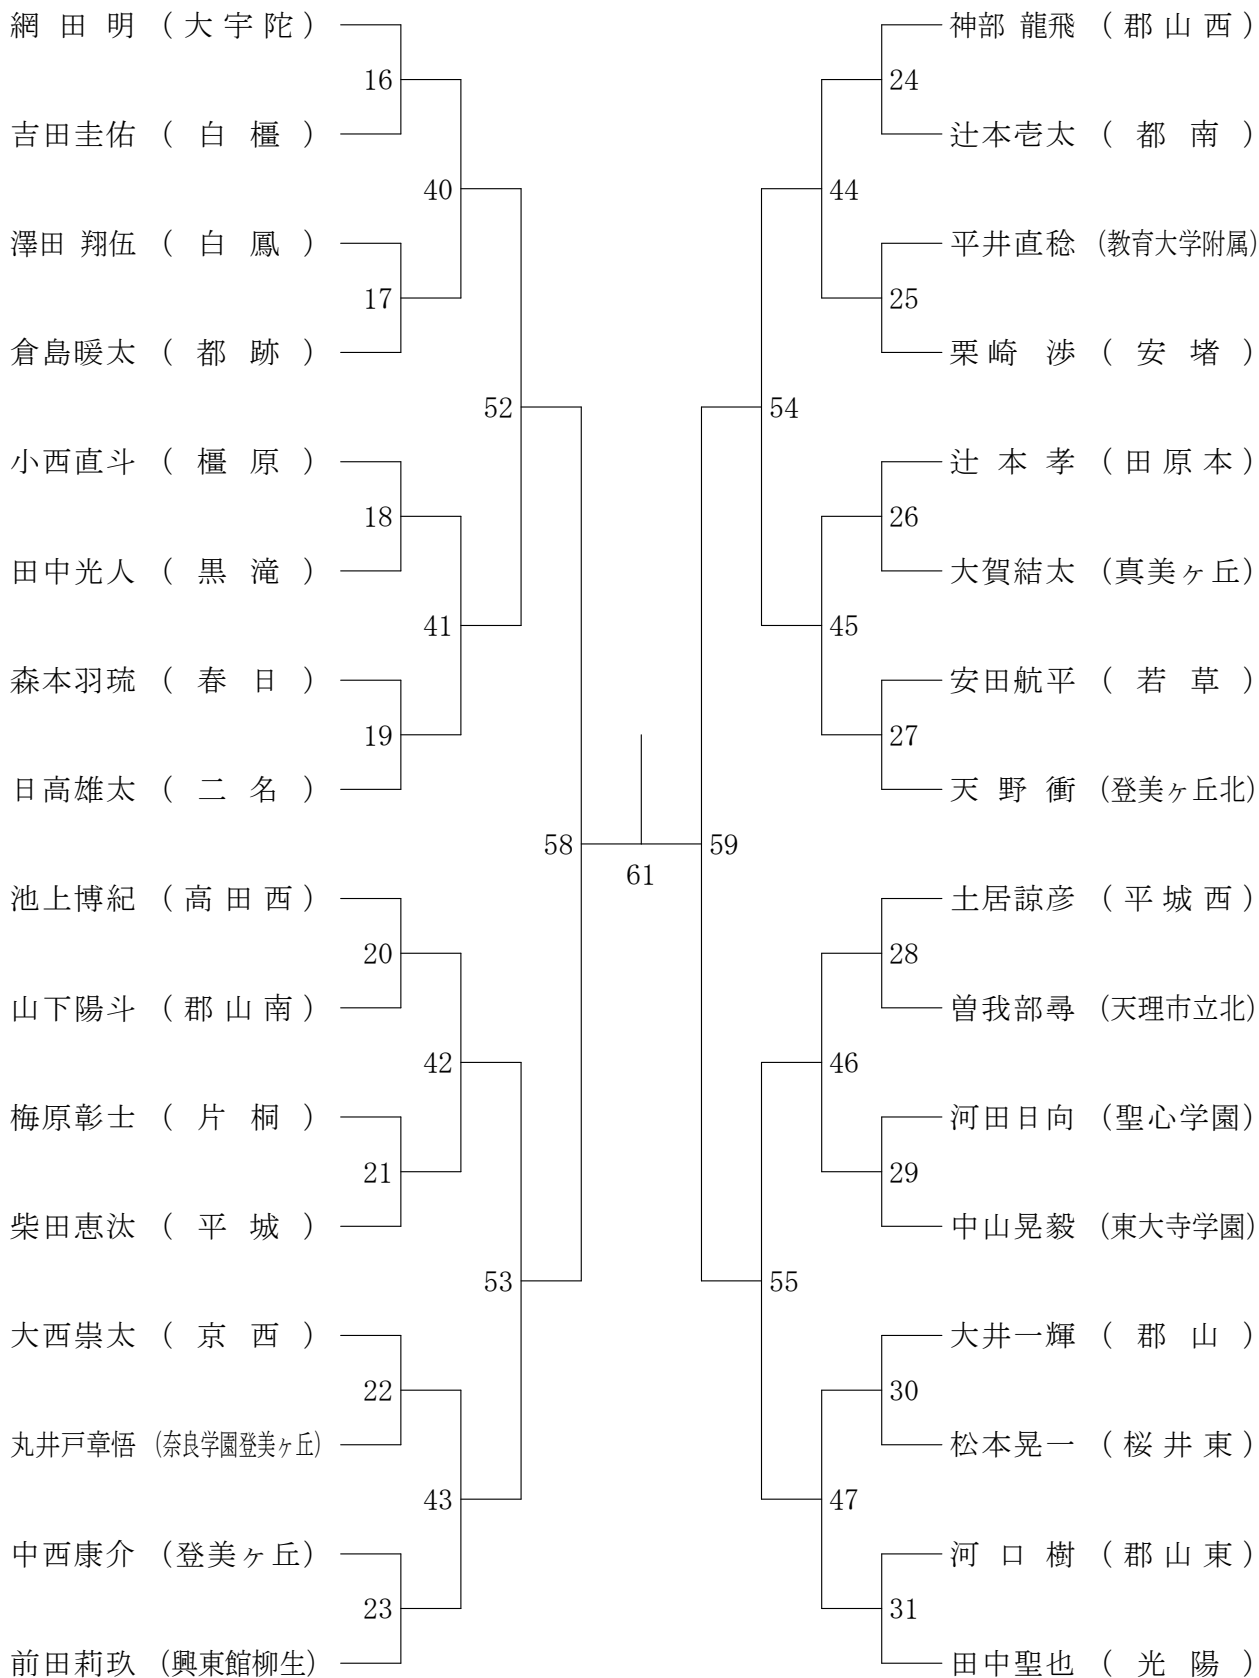 網田明 (大宇陀)
16
吉田圭佑 (白橿)
40
澤田 翔伍 (白鳳)
17
倉島暖太 (都跡)
52
小西直斗 (橿原)
18
田中光人 (黒滝)
41
森本羽琉 (春日)
19
日高雄太 (二名)
58
池上博紀 (高田西)
20
山下陽斗 (郡山南)
42
梅原彰士 (片桐)
21
柴田恵汰 (平城)
53
大西崇太 (京西)
22
丸井戸章悟 (奈良学園登美ヶ丘)
43
中西康介 (登美ヶ丘)
23
前田莉玖 (興東館柳生)
61
神部 龍飛 (郡山西)
24
辻本壱太 (都南)
44
平井直稔 (教育大学附属)
25
栗崎渉 (安堵)
54
辻本孝 (田原本)
26
大賀結太 (真美ヶ丘)
45
安田航平 (若草)
27
天野衝 (登美ヶ丘北)
59
土居諒彦 (平城西)
28
曽我部尋 (天理市立北)
46
河田日向 (聖心学園)
29
中山晃毅 (東大寺学園)
55
大井一輝 (郡山)
30
松本晃一 (桜井東)
47
河口樹 (郡山東)
31
田中聖也 (光陽)